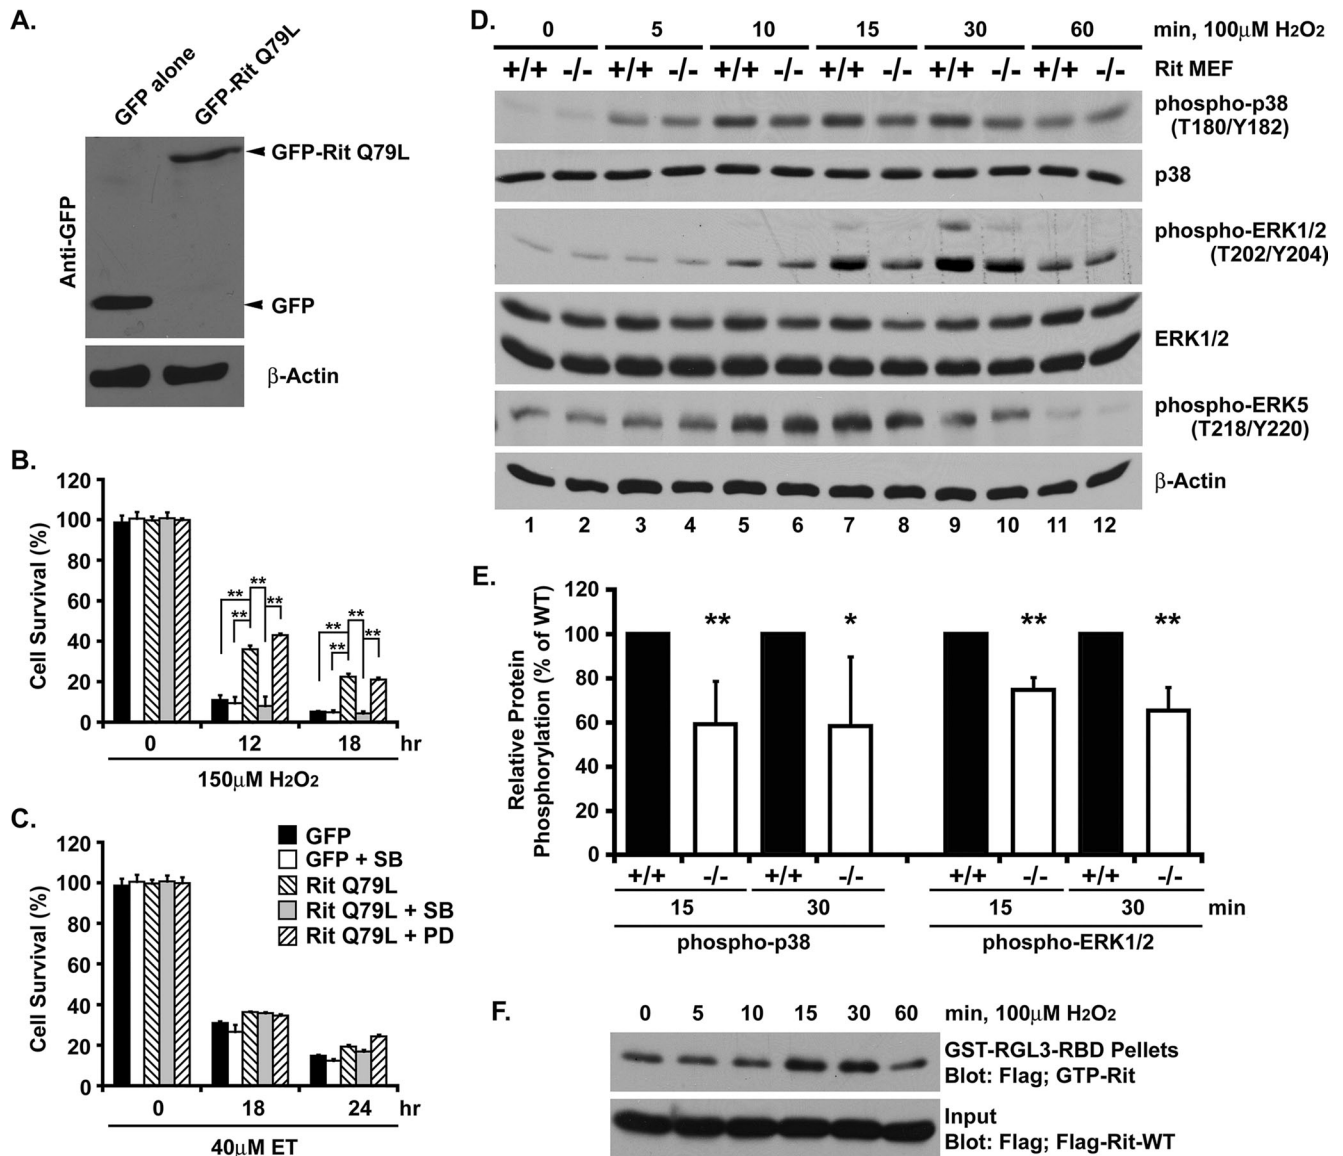 A.
GFP alone
GFP-Rit Q79L
Anti-GFP
GFP-Rit Q79L
GFP
β-Actin
B.
Cell Survival (%)
120
100
80
60
40
20
0
** ** ** **
** ** ** **
0 12 18 hr
150μM H2O2
C.
Cell Survival (%)
120
100
80
60
40
20
0
GFP
GFP + SB
Rit Q79L
Rit Q79L + SB
Rit Q79L + PD
0 18 24 hr
40μM ET
D.
0 5 10 15 30 60 min, 100μM H2O2
+/+ -/- +/+ -/- +/+ -/- +/+ -/- +/+ -/- +/+ -/- Rit MEF
phospho-p38
(T180/Y182)
p38
phospho-ERK1/2
(T202/Y204)
ERK1/2
phospho-ERK5
(T218/Y220)
β-Actin
1 2 3 4 5 6 7 8 9 10 11 12
E.
Relative Protein
Phosphorylation (% of WT)
120
100
80
60
40
20
0
** * ** **
+/+ -/- +/+ -/- +/+ -/- +/+ -/-
15 30 15 30 min
phospho-p38 phospho-ERK1/2
F.
0 5 10 15 30 60 min, 100μM H2O2
GST-RGL3-RBD Pellets
Blot: Flag; GTP-Rit
Input
Blot: Flag; Flag-Rit-WT